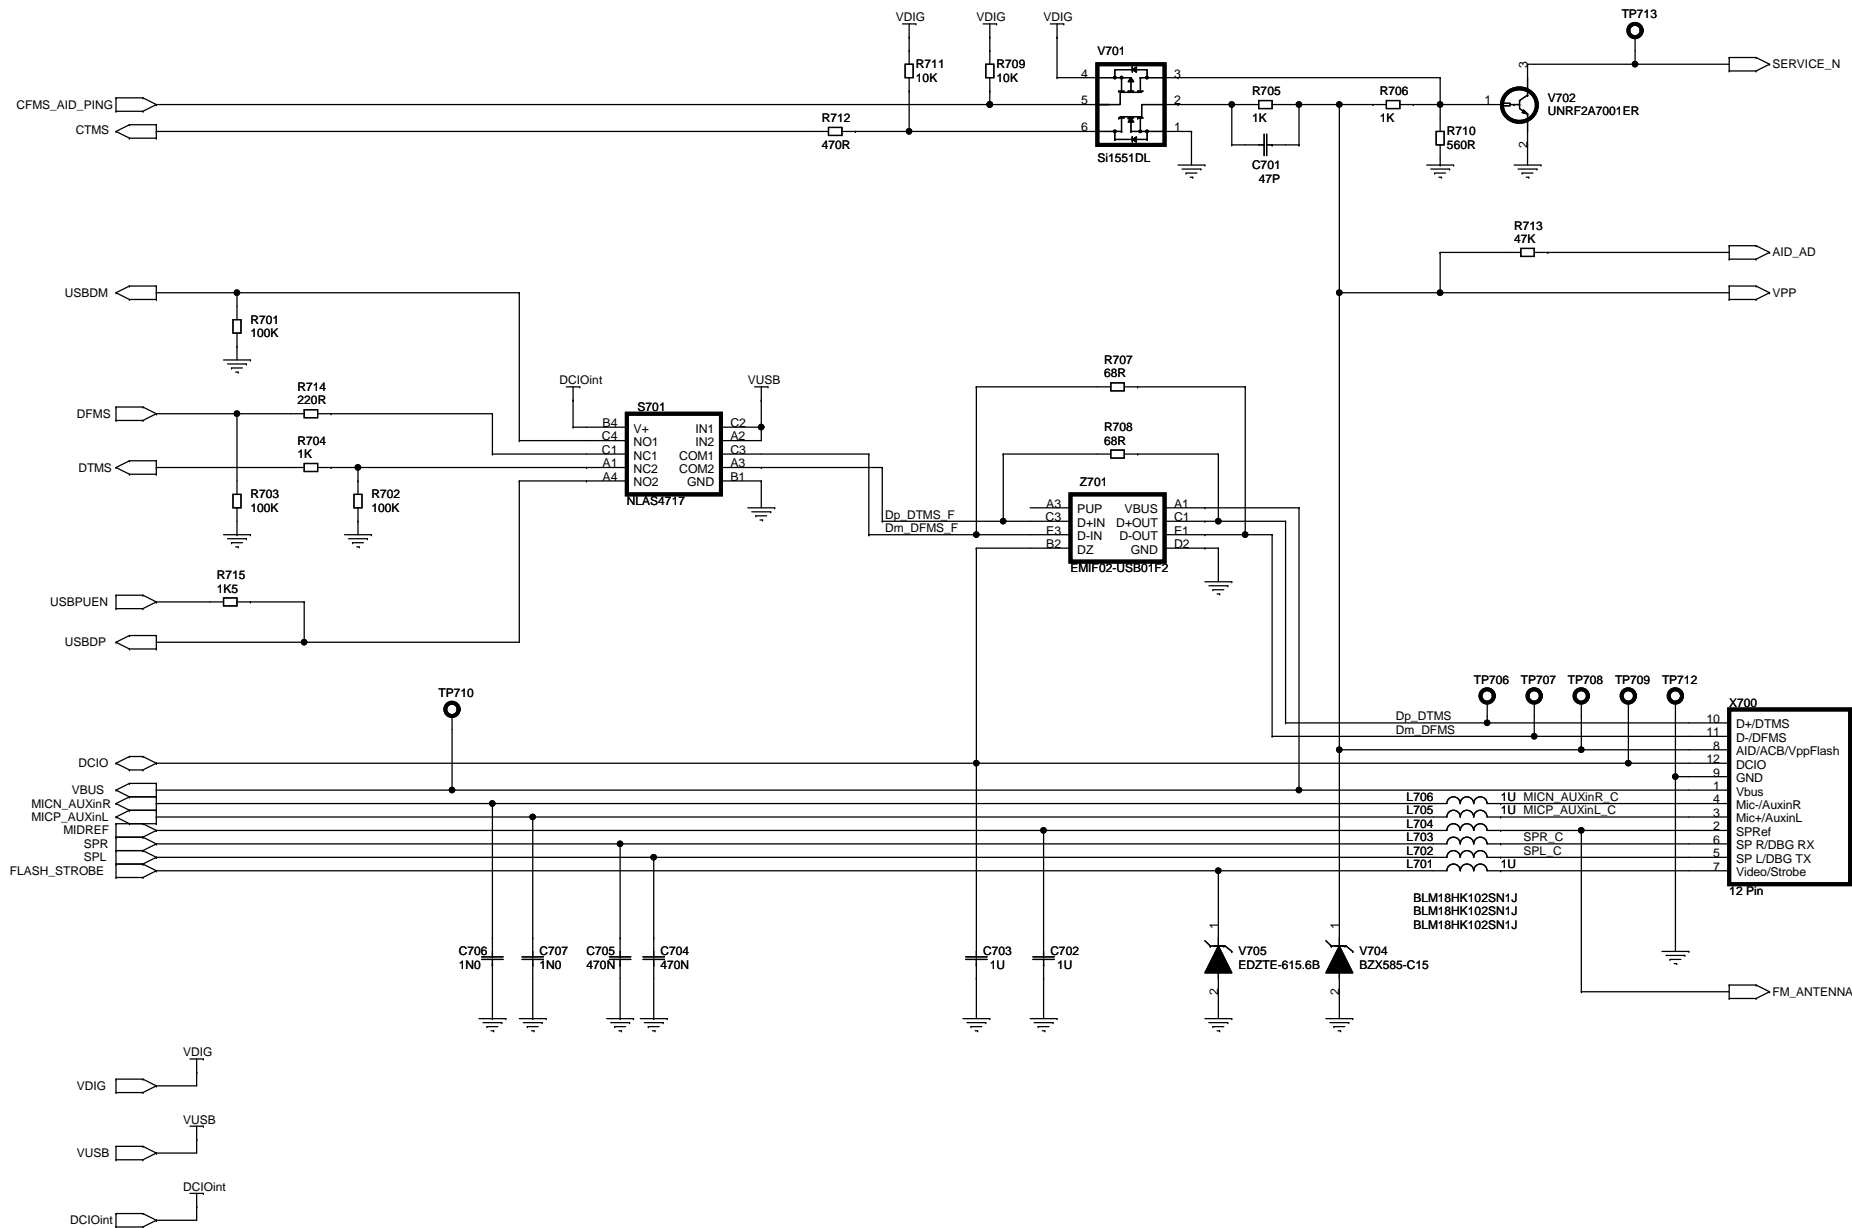 TP713
VDIG
VDIG
VDIG
V701
R711
10K
R709
10K
4
3
3
SERVICE_N
CFMS_AID_PING
5
2
R705
1K
R706
1K
1
V702
UNRF2A7001ER
CTMS
R712
470R
6
1
R710
560R
2
Si1551DL
C701
47P
R713
47K
AID_AD
USBDM
VPP
R701
100K
R707
68R
DCIOint
VUSB
R714
220R
DFMS
S701
R708
68R
B4
V+
IN1
C2
C4
NO1
IN2
A2
C1
NC1
COM1
C3
A1
NC2
COM2
A3
A4
NO2
GND
B1
NLAS4717
R704
1K
DTMS
R703
100K
R702
100K
Z701
A3
PUP
VBUS
A1
Dp_DTMS_F
C3
D+IN
D+OUT
C1
Dm_DFMS_F
E3
D-IN
D-OUT
E1
B2
DZ
GND
D2
EMIF02-USB01F2
R715
1K5
USBPUEN
USBDP
TP710
TP706
TP707
TP708
TP709
TP712
X700
Dp_DTMS
10
D+/DTMS
Dm_DFMS
11
D-/DFMS
8
AID/ACB/VppFlash
DCIO
12
DCIO
9
GND
VBUS
1
Vbus
MICN_AUXinR
L706
1U
MICN_AUXinR_C
4
Mic-/AuxinR
MICP_AUXinL
L705
1U
MICP_AUXinL_C
3
Mic+/AuxinL
MIDREF
L704
2
SPRef
SPR
L703
SPR_C
6
SP R/DBG RX
SPL
L702
SPL_C
5
SP L/DBG TX
FLASH_STROBE
L701
1U
7
Video/Strobe
12 Pin
BLM18HK102SN1J
BLM18HK102SN1J
BLM18HK102SN1J
C706
1N0
C707
1N0
C705
470N
C704
470N
C703
1U
C702
1U
1
V705
EDZTE-615.6B
2
1
V704
BZX585-C15
2
FM_ANTENNA
VDIG
VDIG
VUSB
VUSB
DCIOint
DCIOint